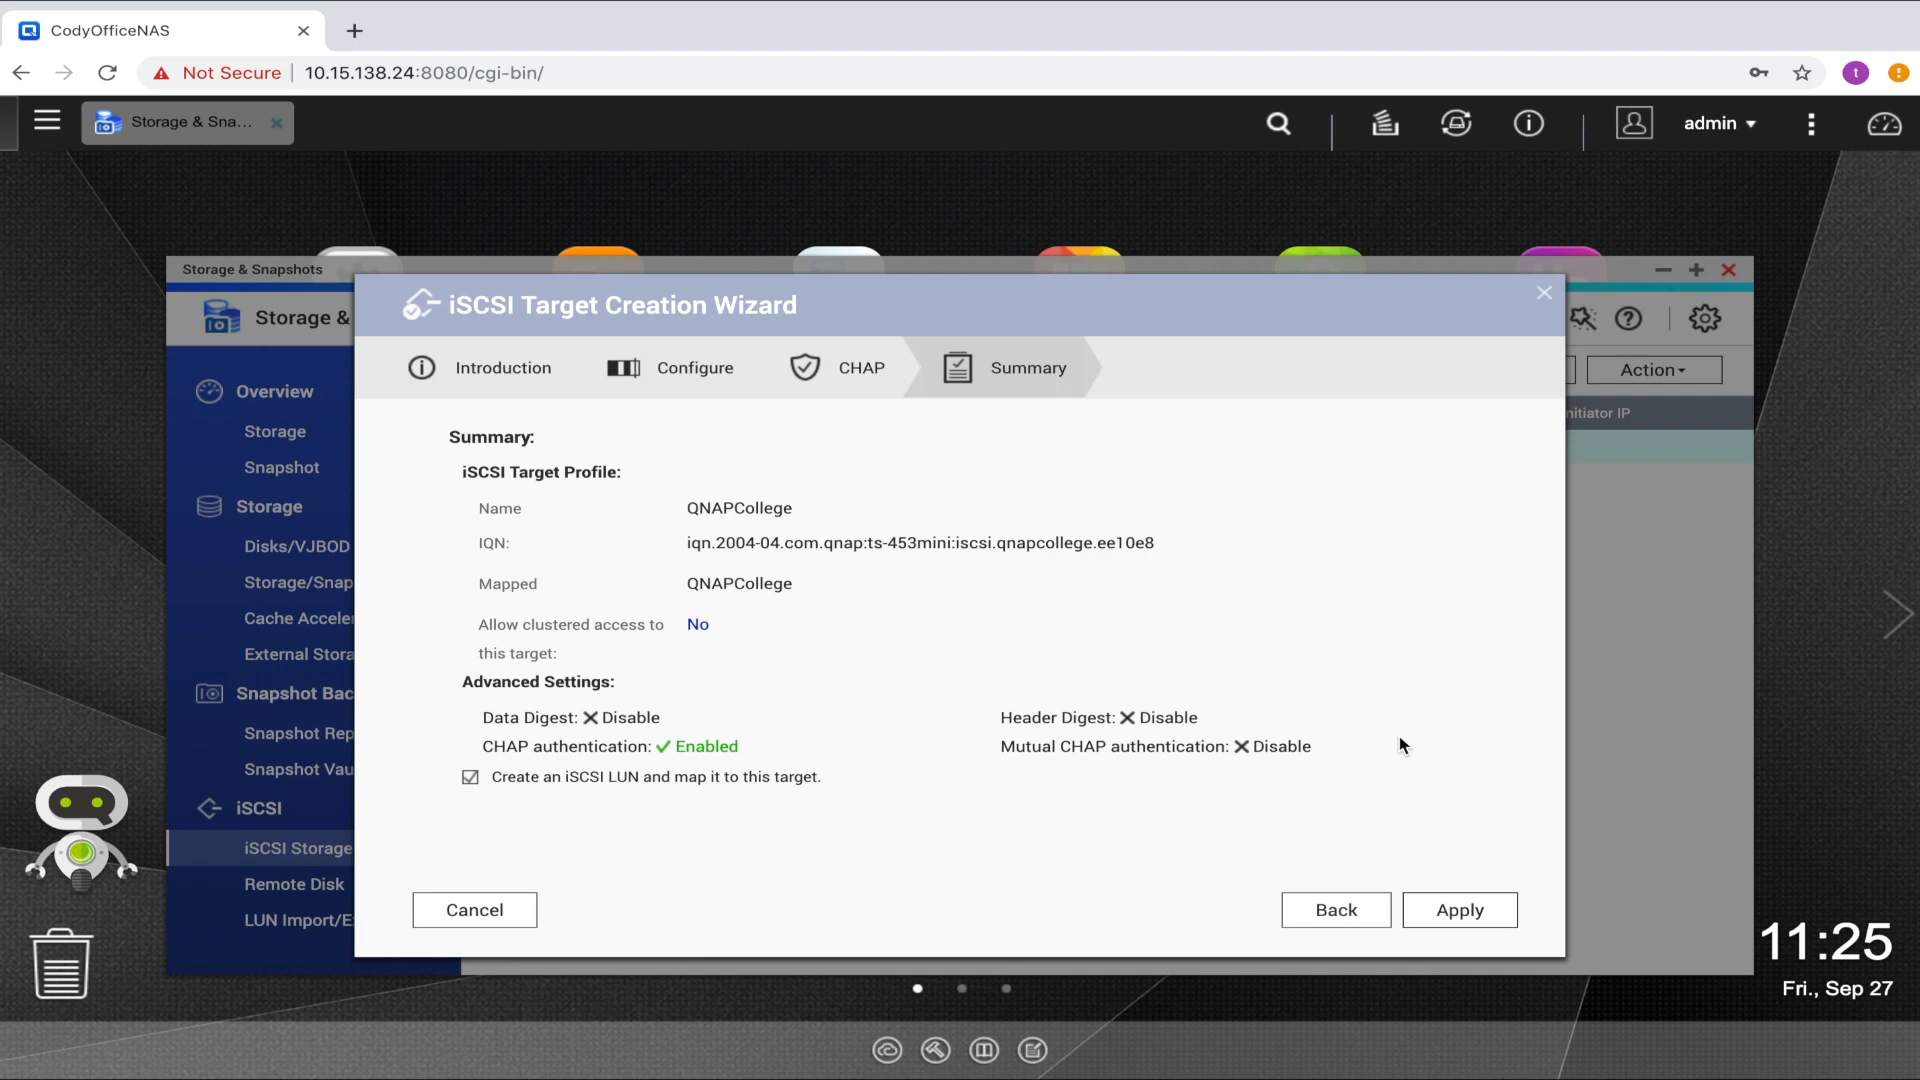 CodyOfficeNAS
Not Secure
10.15.138.24:8080/cgi-bin/
t
Storage & Sna...
admin
Storage & Snapshots
iSCSI Target Creation Wizard
Storage &
Introduction
Configure
CHAP
Summary
Action
nitiator IP
Overview
Storage
Snapshot
Storage
Disks/VJBOD
Storage/Snap
Cache Acceler
External Stora
Snapshot Bac
Snapshot Rep
Snapshot Vau
iSCSI
iSCSI Storage
Remote Disk
LUN Import/E
Summary:
iSCSI Target Profile:
Name QNAPCollege
IQN: iqn.2004-04.com.qnap:ts-453mini:iscsi.qnapcollege.ee10e8
Mapped QNAPCollege
Allow clustered access to No
this target:
Advanced Settings:
Data Digest: Disable Header Digest: Disable
CHAP authentication: Enabled Mutual CHAP authentication: Disable
Create an iSCSI LUN and map it to this target.
Cancel
Back
Apply
11:25
Fri., Sep 27